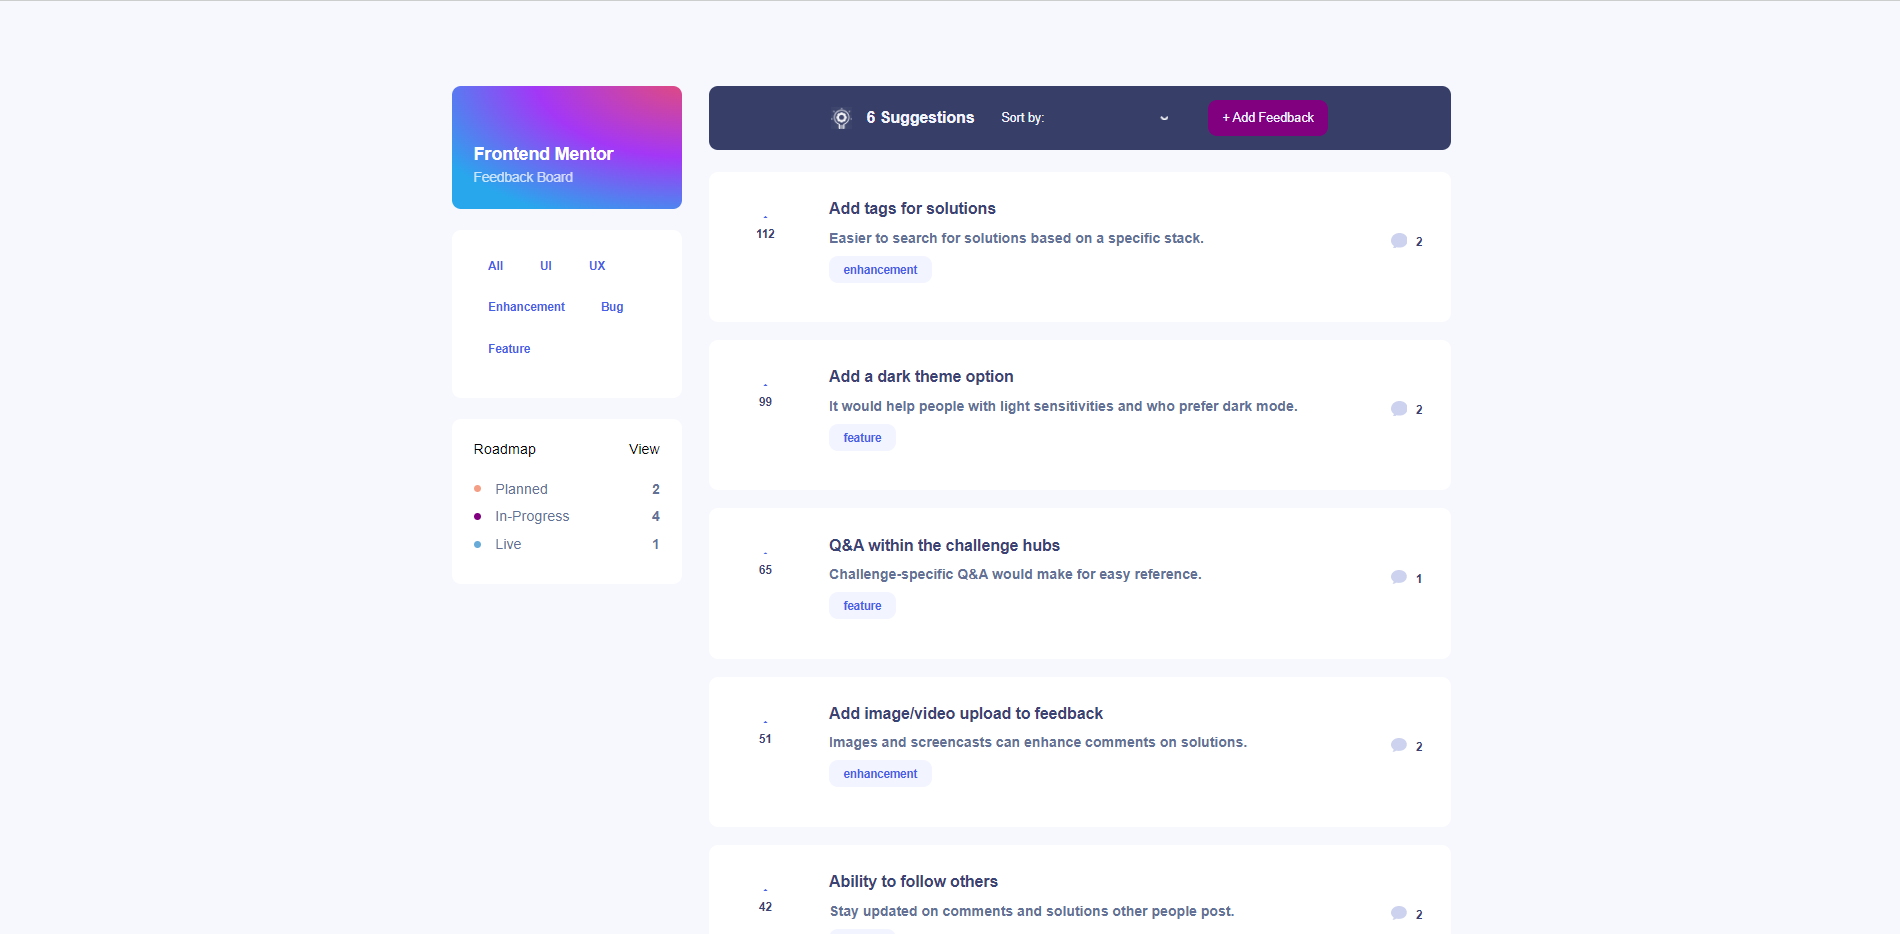 Frontend Mentor
Feedback Board
All UI UX
Enhancement Bug
Feature
Roadmap View
Planned 2
In-Progress 4
Live 1
6 Suggestions Sort by: + Add Feedback
Add tags for solutions
112
Easier to search for solutions based on a specific stack.
2
enhancement
Add a dark theme option
99
It would help people with light sensitivities and who prefer dark mode.
2
feature
Q&A within the challenge hubs
65
Challenge-specific Q&A would make for easy reference.
1
feature
Add image/video upload to feedback
51
Images and screencasts can enhance comments on solutions.
2
enhancement
Ability to follow others
42
Stay updated on comments and solutions other people post.
2